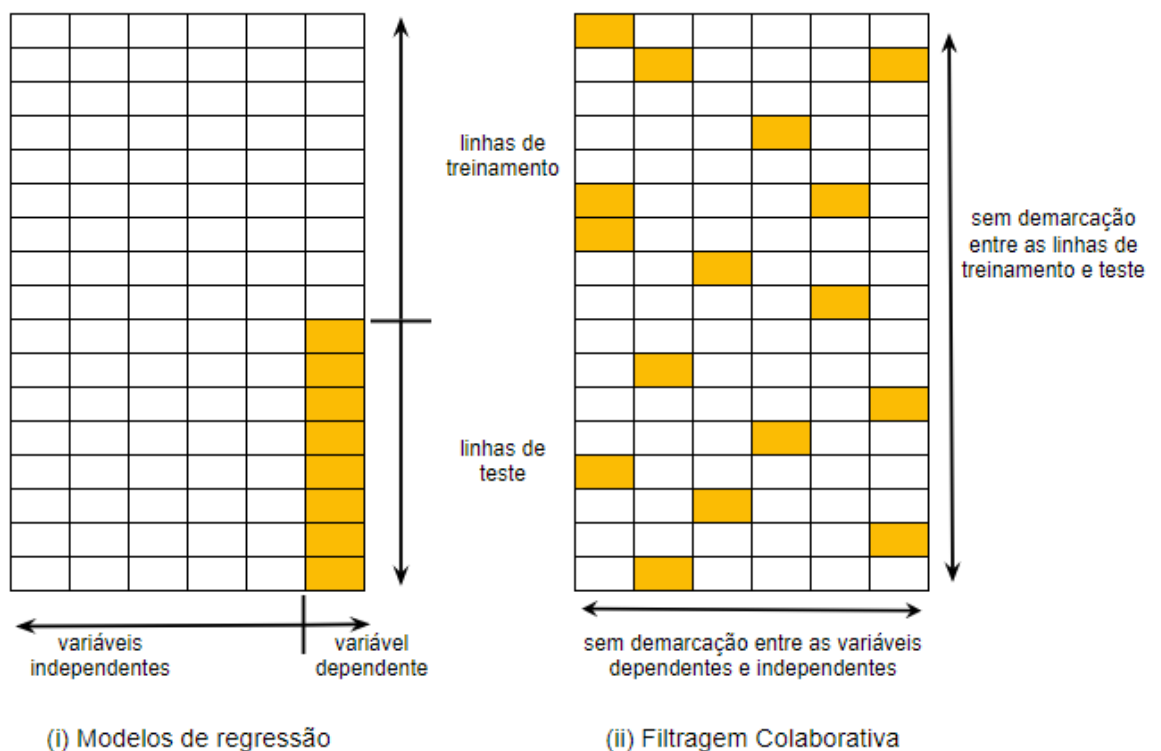 linhas de
treinamento
linhas de
teste
variáveis
independentes
variável
dependente
(i) Modelos de regressão
sem demarcação
entre as linhas de
treinamento e teste
sem demarcação entre as variáveis
dependentes e independentes
(ii) Filtragem Colaborativa